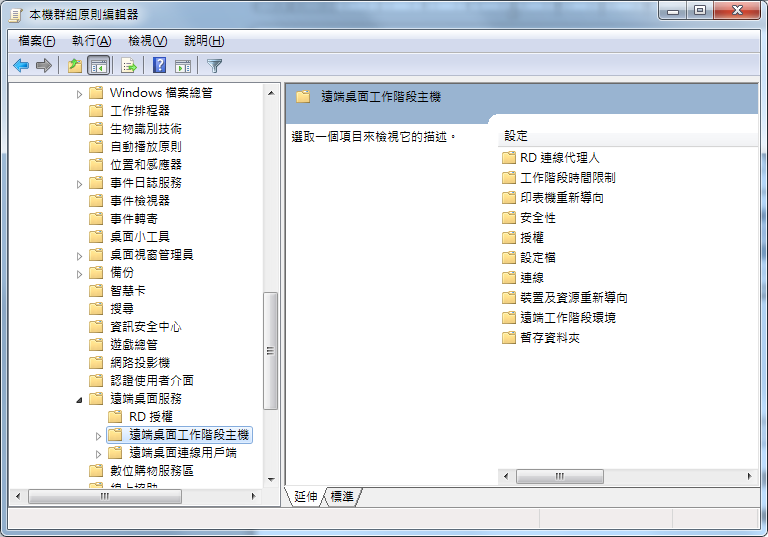 本機群組原則編輯器
檔案(F) 執行(A) 檢視(V) 說明(H)
Windows 檔案總管
工作排程器
生物識別技術
自動播放原則
位置和感應器
事件日誌服務
事件檢視器
事件轉寄
桌面小工具
桌面視窗管理員
備份
智慧卡
搜尋
資訊安全中心
遊戲總管
網路投影機
認證使用者介面
遠端桌面服務
RD 授權
遠端桌面工作階段主機
遠端桌面連線用戶端
數位購物服務區
線上協助
遠端桌面工作階段主機
選取一個項目來檢視它的描述。
設定
RD 連線代理人
工作階段時間限制
印表機重新導向
安全性
授權
設定檔
連線
裝置及資源重新導向
遠端工作階段環境
暫存資料夾
延伸 標準